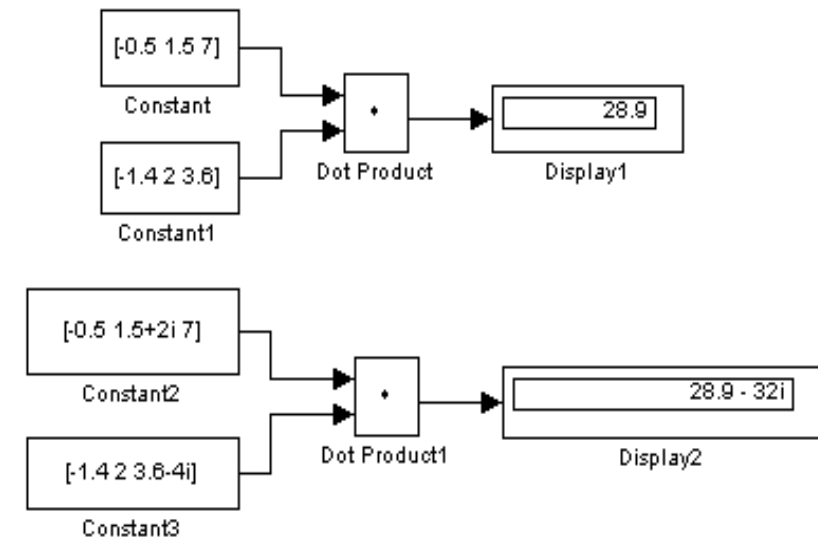 [-0.5 1.5 7]
Constant
[-1.4 2 3.6]
Constant1
Dot Product
28.9
Display1
[-0.5 1.5+2i 7]
Constant2
[-1.4 2 3.6-4i]
Constant3
Dot Product1
28.9 - 32i
Display2